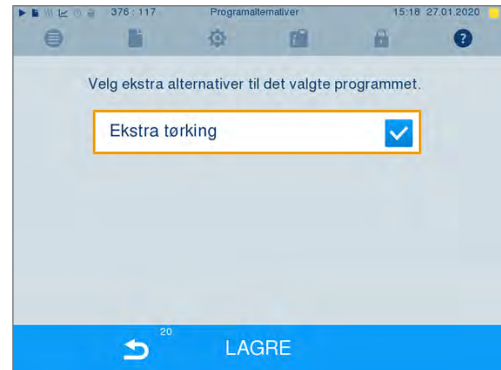 376 : 117 Programalternativer 15:18 27.01.2020
?
Velg ekstra alternativer til det valgte programmet.
Ekstra tørking
20
LAGRE